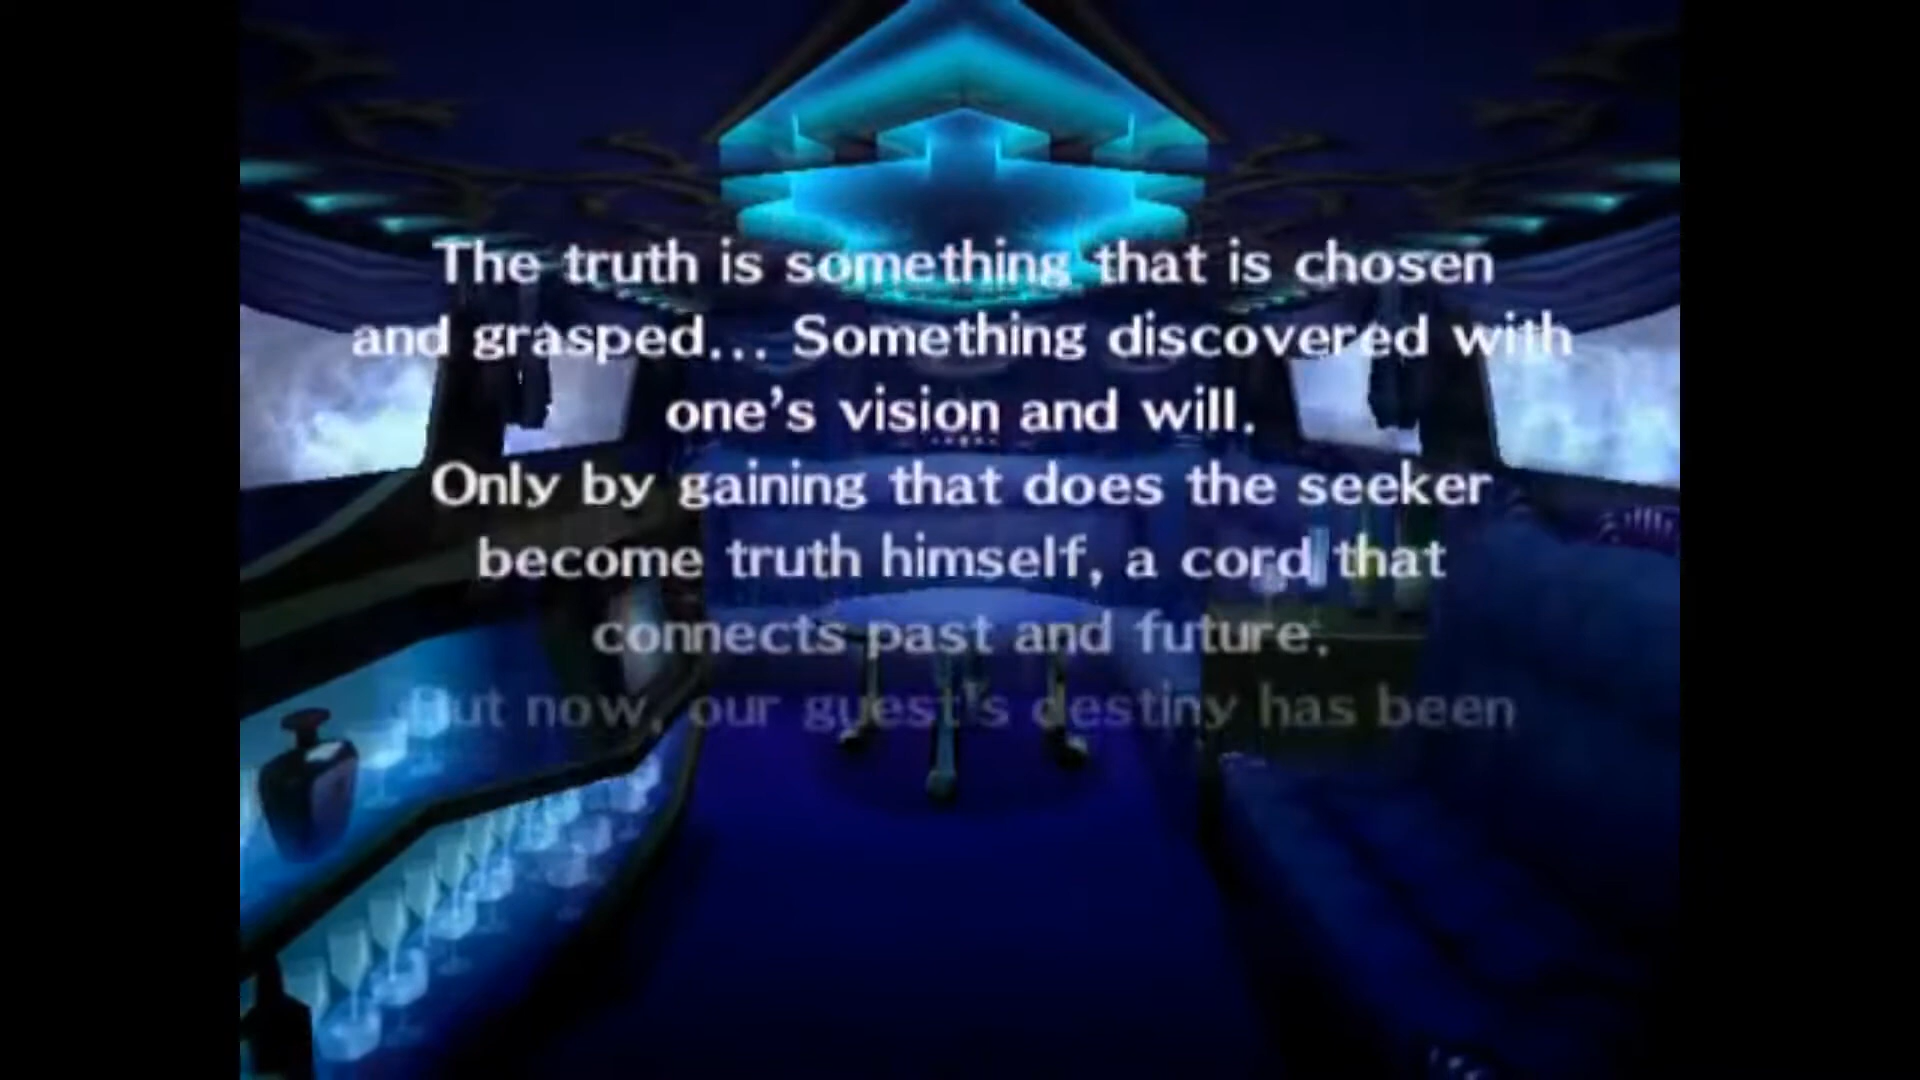 The truth is something that is chosen
and grasped... Something discovered with
one's vision and will.
Only by gaining that does the seeker
become truth himself, a cord that
connects past and future.
But now, our guest's destiny has been